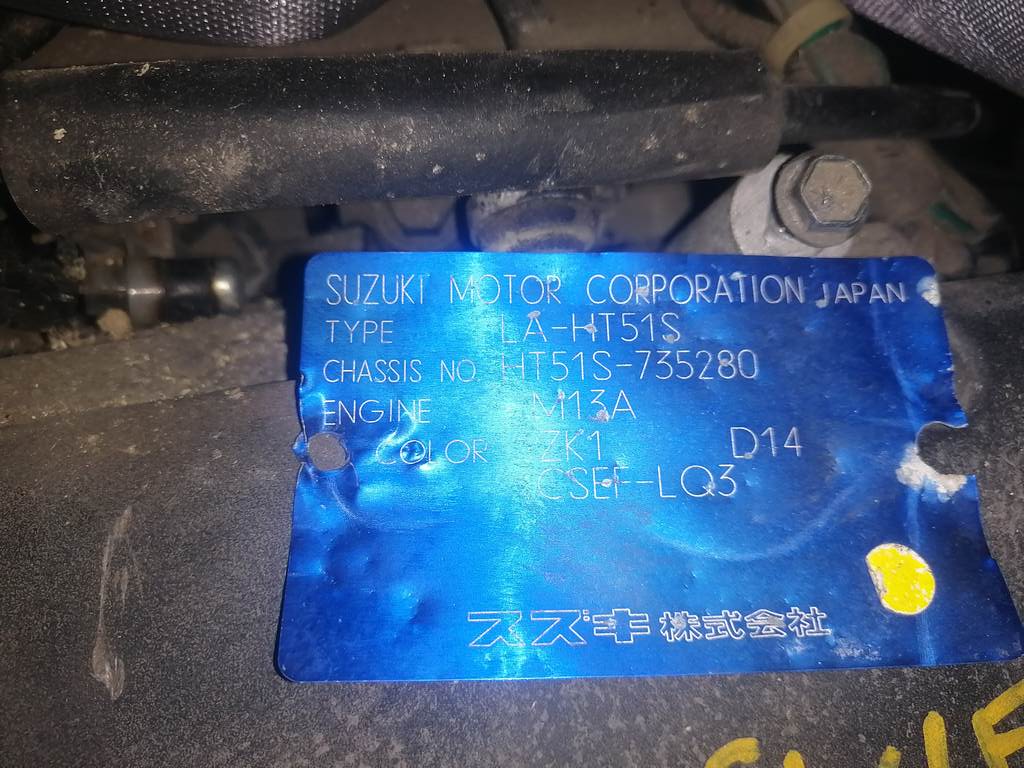 SUZUKI MOTOR CORPORATION JAPAN
TYPE LA-HT51S
CHASSIS NO HT51S-735280
ENGINE M13A
COLOR ZK1 D14
CSEF-LQ3
スズキ株式会社